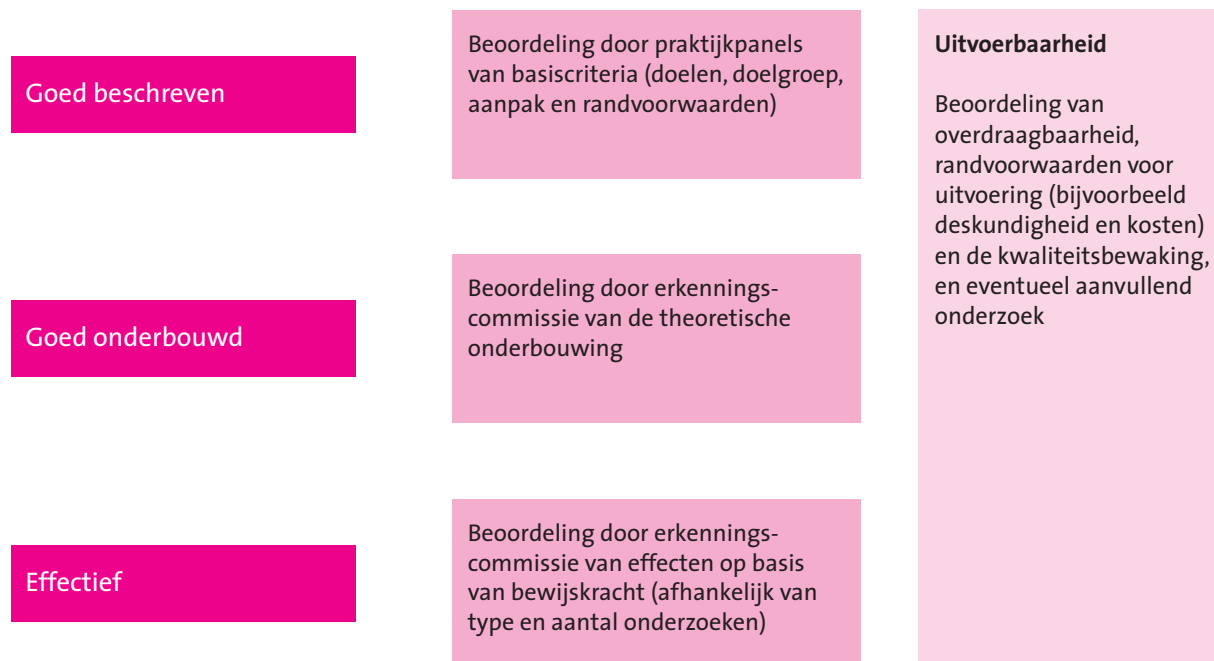 Goed beschreven
Beoordeling door praktijkpanels
van basiscriteria (doelen, doelgroep,
aanpak en randvoorwaarden)
Goed onderbouwd
Beoordeling door erkennings-
commissie van de theoretische
onderbouwing
Effectief
Beoordeling door erkennings-
commissie van effecten op basis
van bewijskracht (afhankelijk van
type en aantal onderzoeken)
Uitvoerbaarheid
Beoordeling van
overdraagbaarheid,
randvoorwaarden voor
uitvoering (bijvoorbeeld
deskundigheid en kosten)
en de kwaliteitsbewaking,
en eventueel aanvullend
onderzoek